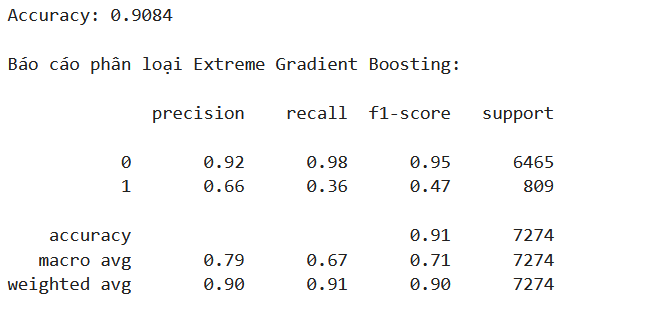 Accuracy: 0.9084
Báo cáo phân loại Extreme Gradient Boosting:
precision recall f1-score support
0 0.92 0.98 0.95 6465
1 0.66 0.36 0.47 809
accuracy 0.91 7274
macro avg 0.79 0.67 0.71 7274
weighted avg 0.90 0.91 0.90 7274